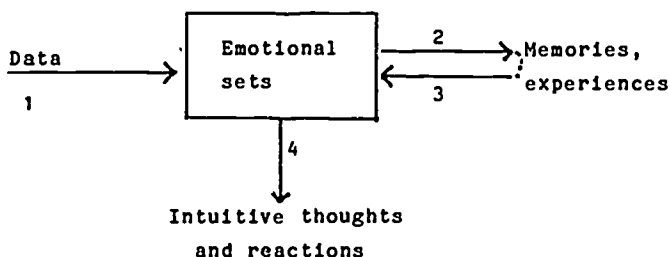 Data
1
Emotional
sets
2
3
Memories,
experiences
4
Intuitive thoughts
and reactions